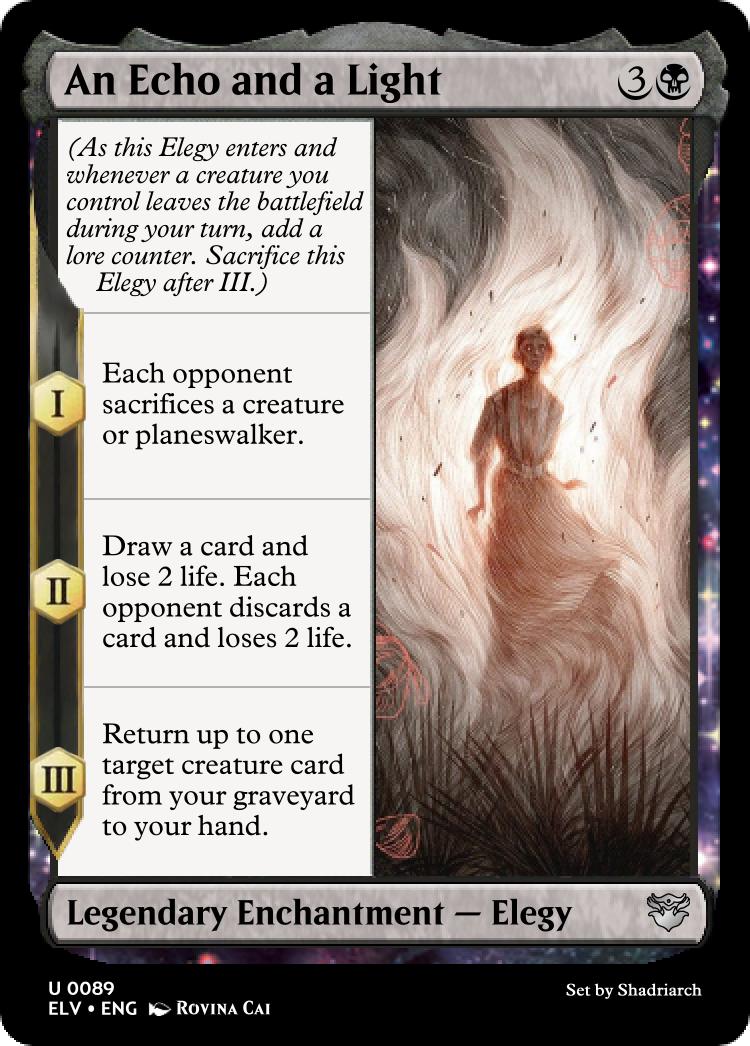 An Echo and a Light 3
(As this Elegy enters and
whenever a creature you
control leaves the battlefield
during your turn, add a
lore counter. Sacrifice this
Elegy after III.)
I
Each opponent
sacrifices a creature
or planeswalker.
II
Draw a card and
lose 2 life. Each
opponent discards a
card and loses 2 life.
III
Return up to one
target creature card
from your graveyard
to your hand.
Legendary Enchantment — Elegy
U 0089
ELV • ENG Rovina Cai
Set by Shadriarch